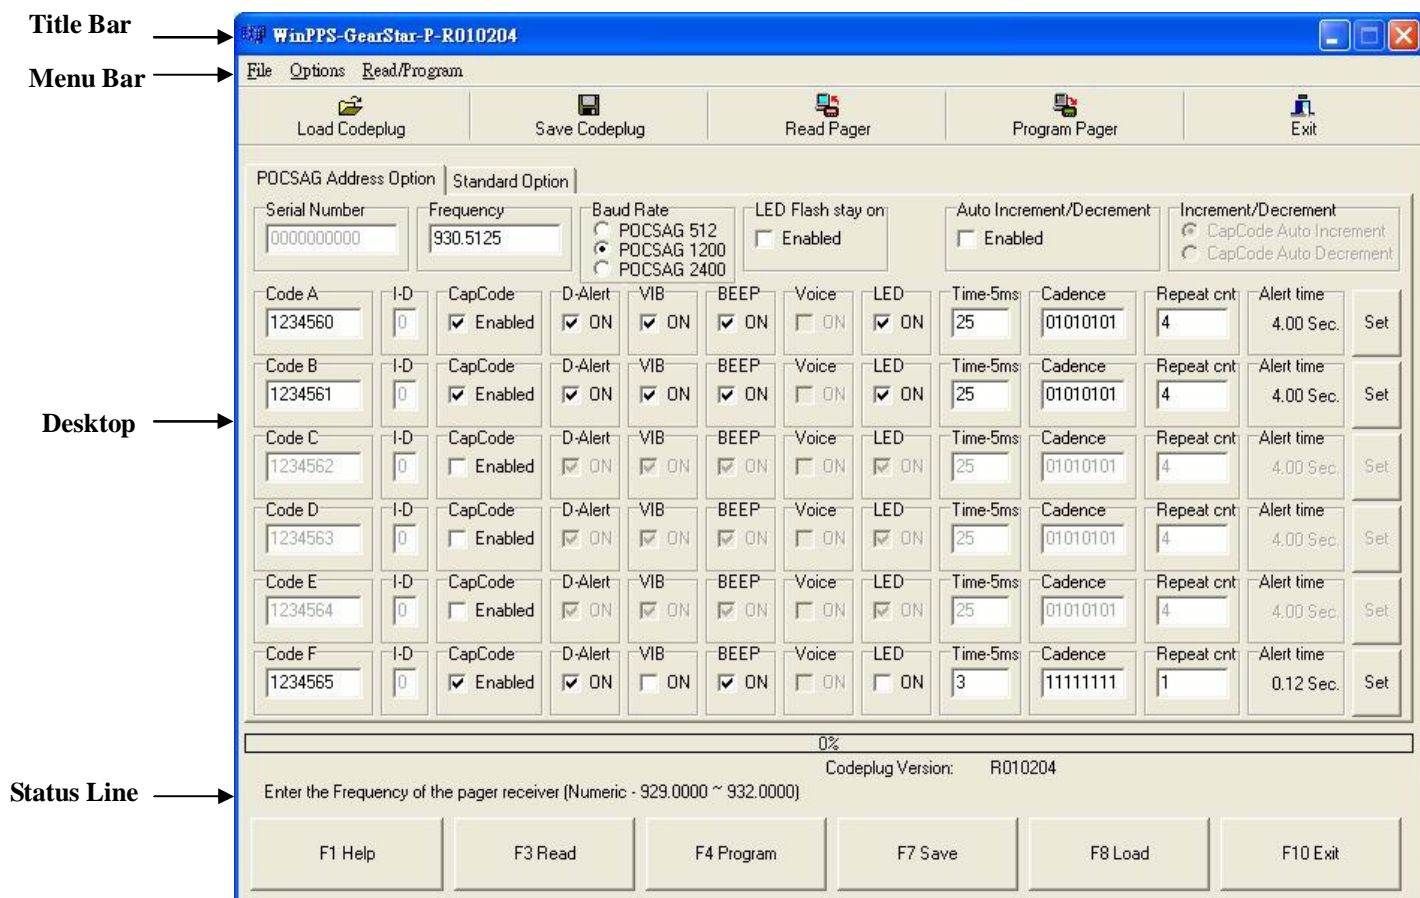 Title Bar
WinPPS-GearStar-P-R010204
Menu Bar
File Options Read/Program
Load Codeplug Save Codeplug Read Pager Program Pager Exit
POCSAG Address Option Standard Option
Serial Number Frequency Baud Rate LED Flash stay on Auto Increment/Decrement Increment/Decrement
0000000000 930.5125 POCSAG 512 Enabled Enabled CapCode Auto Increment
POCSAG 1200 CapCode Auto Decrement
POCSAG 2400
Code A I-D CapCode D-Alert VIB BEEP Voice LED Time-5ms Cadence Repeat cnt Alert time
1234560 0 Enabled ON ON ON ON ON 25 01010101 4 4.00 Sec. Set
Code B I-D CapCode D-Alert VIB BEEP Voice LED Time-5ms Cadence Repeat cnt Alert time
1234561 0 Enabled ON ON ON ON ON 25 01010101 4 4.00 Sec. Set
Desktop
Code C I-D CapCode D-Alert VIB BEEP Voice LED Time-5ms Cadence Repeat cnt Alert time
1234562 0 Enabled ON ON ON ON ON 25 01010101 4 4.00 Sec. Set
Code D I-D CapCode D-Alert VIB BEEP Voice LED Time-5ms Cadence Repeat cnt Alert time
1234563 0 Enabled ON ON ON ON ON 25 01010101 4 4.00 Sec. Set
Code E I-D CapCode D-Alert VIB BEEP Voice LED Time-5ms Cadence Repeat cnt Alert time
1234564 0 Enabled ON ON ON ON ON 25 01010101 4 4.00 Sec. Set
Code F I-D CapCode D-Alert VIB BEEP Voice LED Time-5ms Cadence Repeat cnt Alert time
1234565 0 Enabled ON ON ON ON ON 3 11111111 1 0.12 Sec. Set
0%
Codeplug Version: R010204
Status Line
Enter the Frequency of the pager receiver (Numeric - 929.0000 ~ 932.0000)
F1 Help F3 Read F4 Program F7 Save F8 Load F10 Exit